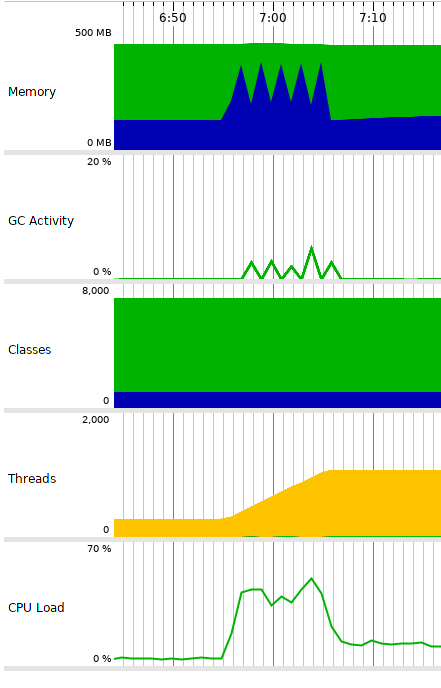 6:50 7:00 7:10
500 MB
Memory
0 MB
20 %
GC Activity
0 %
8,000
Classes
0
2,000
Threads
0
70 %
CPU Load
0 %